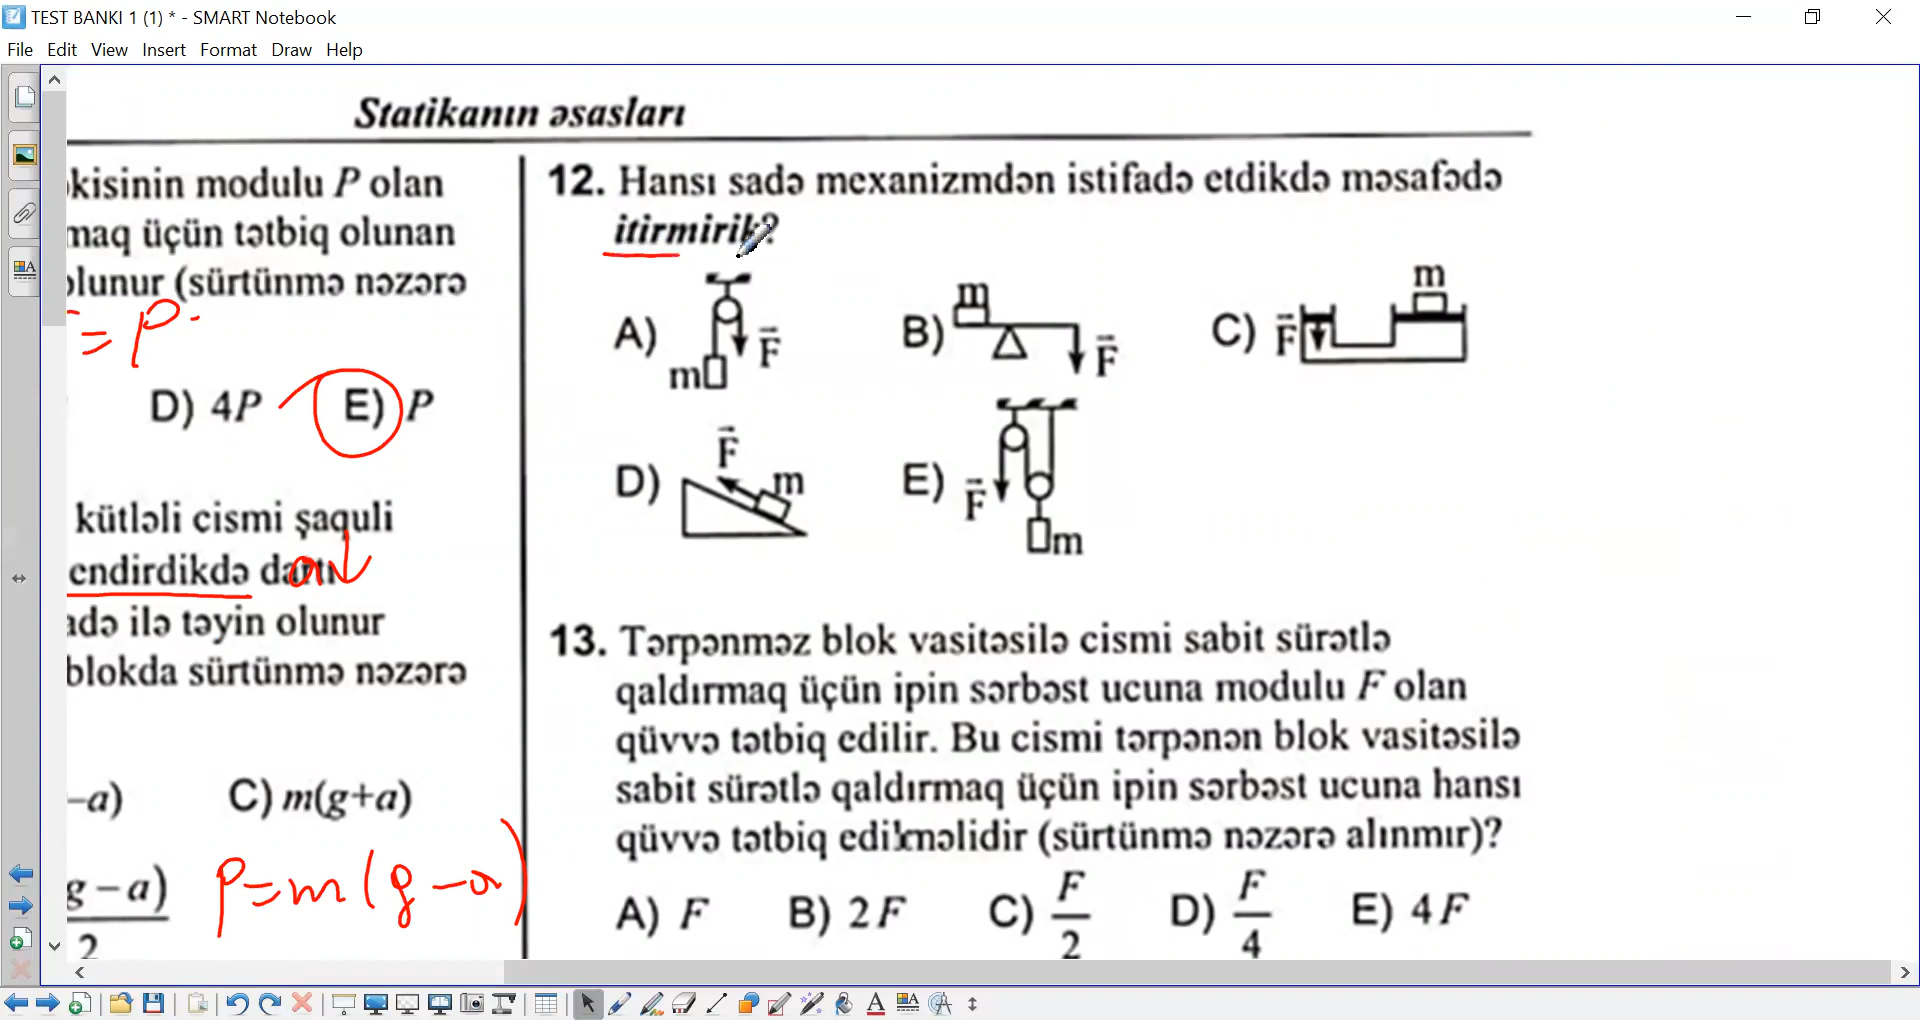 TEST BANKI 1 (1) * - SMART Notebook
File Edit View Insert Format Draw Help
Statikanın əsasları
kisinin modulu P olan
maq üçün tətbiq olunan
olunur (sürtünmə nəzərə
= P
D) 4P E) P
kütləli cismi şaquli
endirdikdə dartı
a
adə ilə təyin olunur
blokda sürtünmə nəzərə
-a) C) m(g+a)
g – a)
2
P=m(g-a)
12. Hansı sadə mexanizmdən istifadə etdikdə məsafədə
itirmirik?
A) F m
B) m F
C) F m
D) F m
E) F m
13. Tərpənməz blok vasitəsilə cismi sabit sürətlə
qaldırmaq üçün ipin sərbəst ucuna modulu F olan
qüvvə tətbiq edilir. Bu cismi tərpənən blok vasitəsilə
sabit sürətlə qaldırmaq üçün ipin sərbəst ucuna hansı
qüvvə tətbiq edilməlidir (sürtünmə nəzərə alınmır)?
A) F B) 2F C) F/2 D) F/4 E) 4F